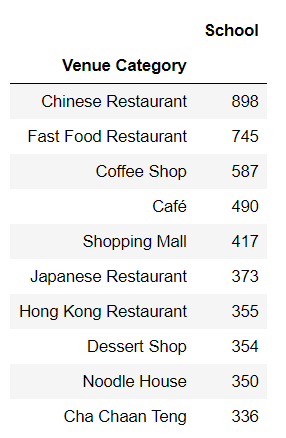 School
Venue Category
Chinese Restaurant 898
Fast Food Restaurant 745
Coffee Shop 587
Café 490
Shopping Mall 417
Japanese Restaurant 373
Hong Kong Restaurant 355
Dessert Shop 354
Noodle House 350
Cha Chaan Teng 336